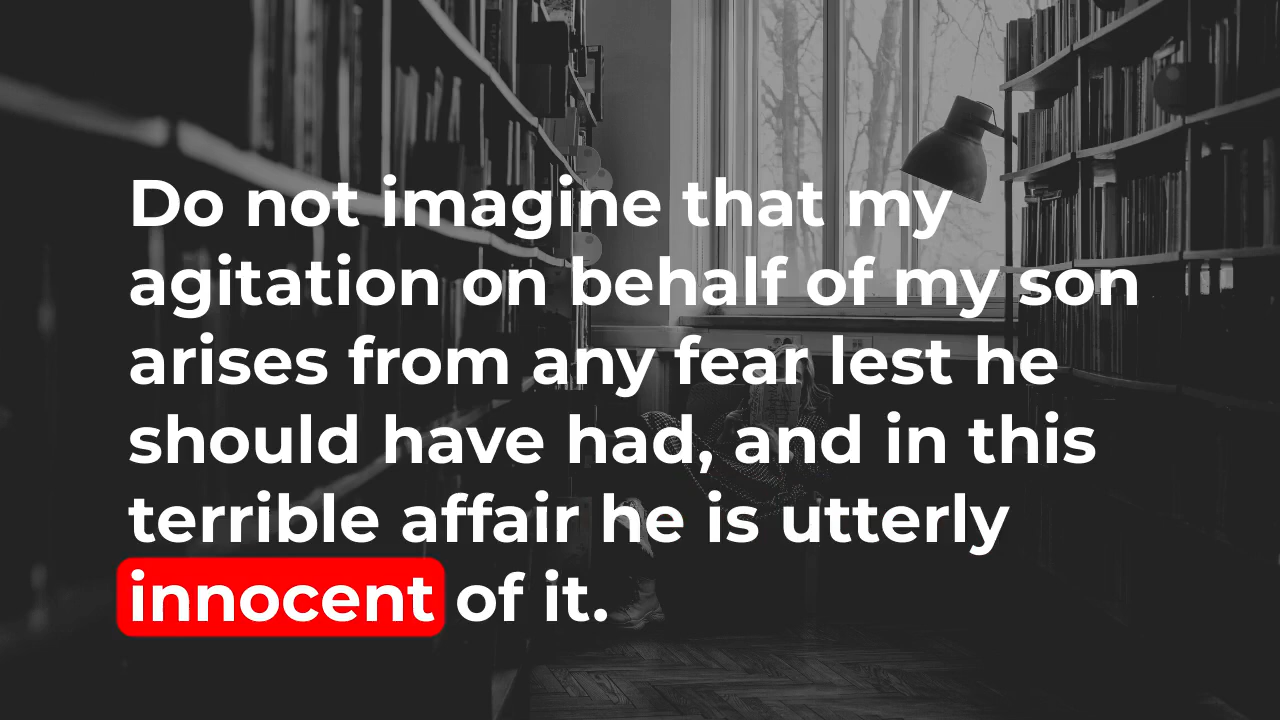 Do not imagine that my
agitation on behalf of my son
arises from any fear lest he
should have had, and in this
terrible affair he is utterly
innocent of it.